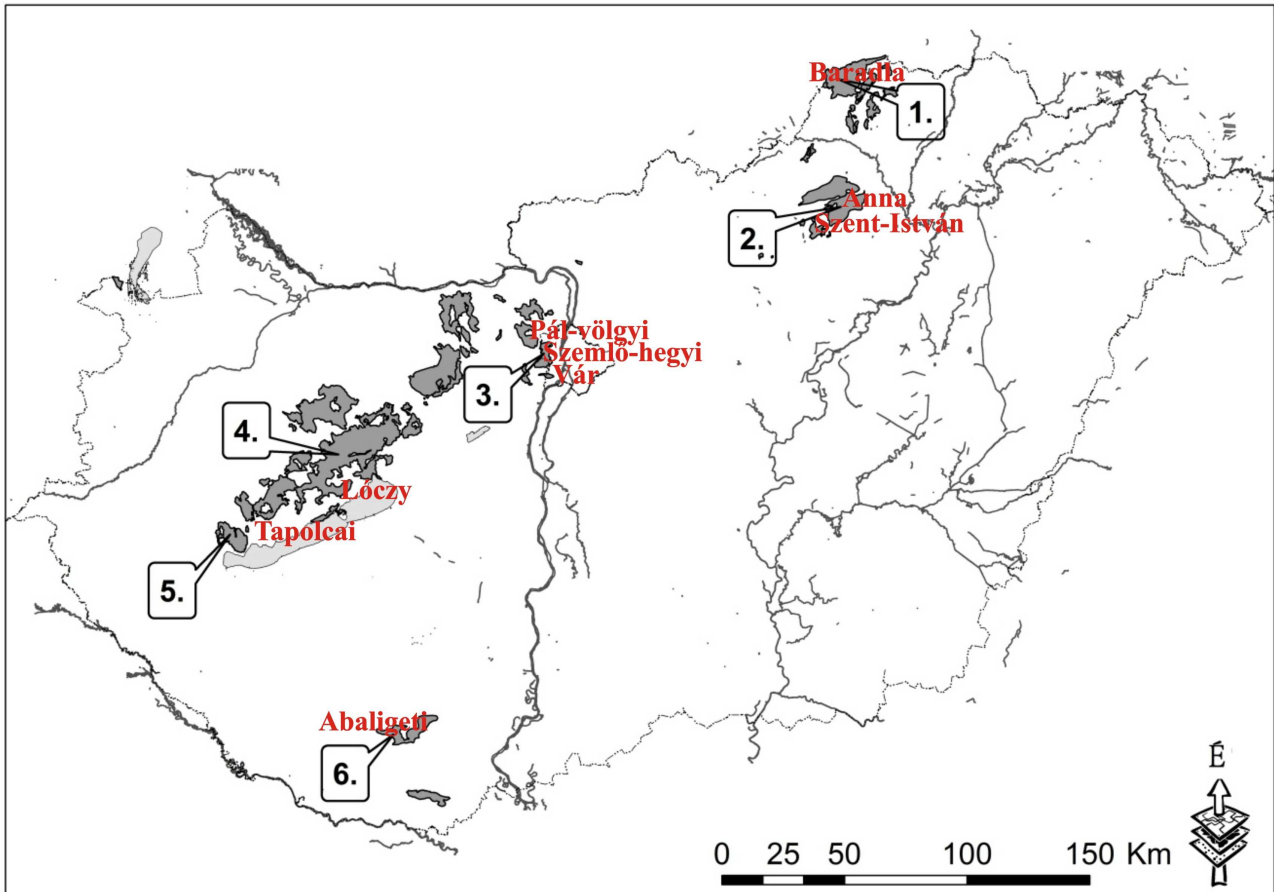 Baradla
1.
Anna
Szent-István
2.
Pál-völgyi
Szemlő-hegyi
Vár
3.
4.
Lóczy
Tapolcai
5.
Abaligeti
6.
É
0 25 50 100 150 Km